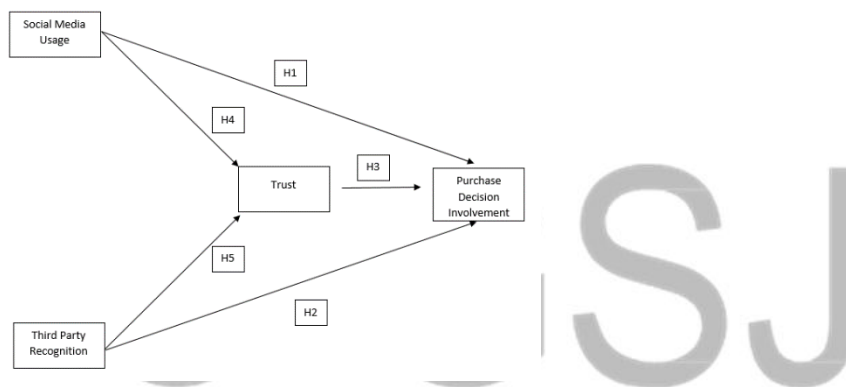 Social Media
Usage
H1
H4
H3
Trust
Purchase
Decision
Involvement
H5
H2
Third Party
Recognition
SJ